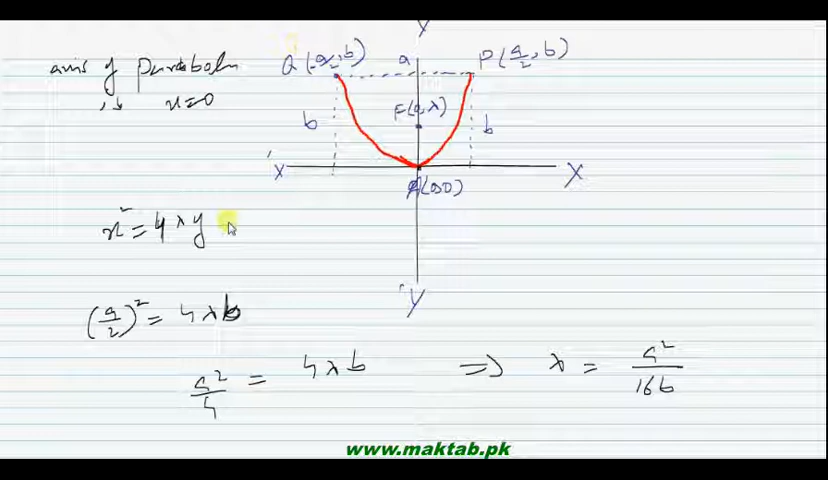 axis of Parabola
x=0
Y
Q(-a/2, b)
a
P(a/2, b)
F(0, λ)
b
b
'X
X
A(0,0)
x² = 4λy
(a/2)² = 4λb
a²/4 = 4λb ⇒ λ = a²/16b
'Y
www.maktab.pk